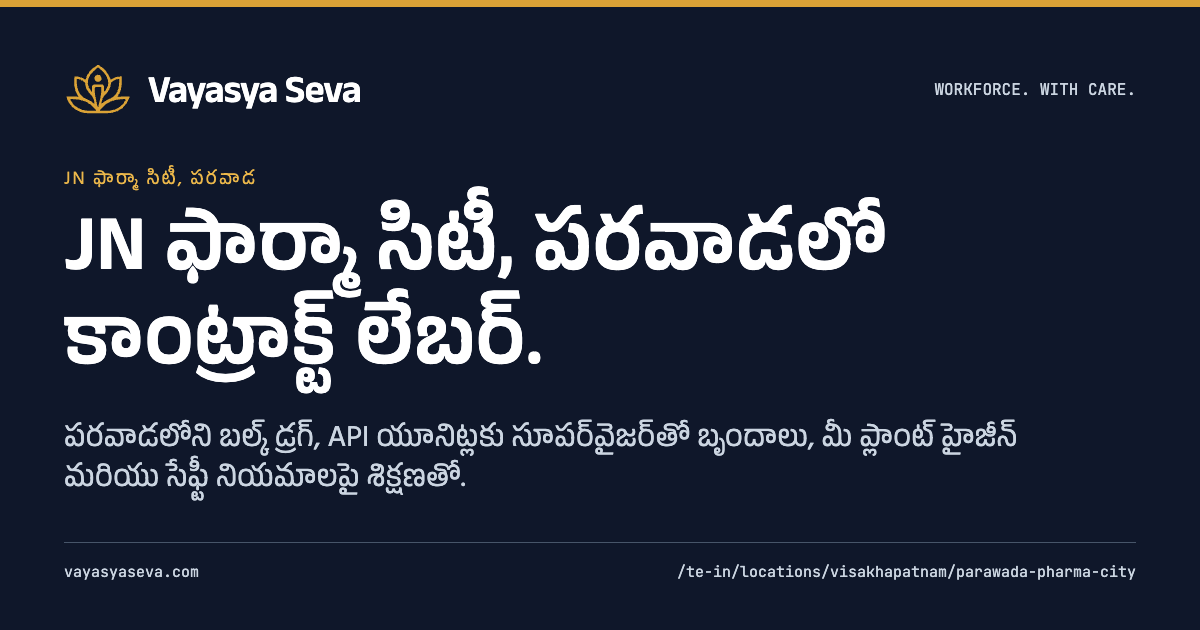 Vayasya Seva
WORKFORCE. WITH CARE.
JN ఫార్మా సిటీ, పరవాడ
JN ఫార్మా సిటీ, పరవాడలో
కాంట్రాక్ట్ లేబర్.
పరవాడలోని బల్క్ డ్రగ్, API యూనిట్లకు సూపర్‌వైజర్‌తో బృందాలు, మీ ప్లాంట్ హైజీన్
మరియు సేఫ్టీ నియమాలపై శిక్షణతో.
vayasyaseva.com
/te-in/locations/visakhapatnam/parawada-pharma-city